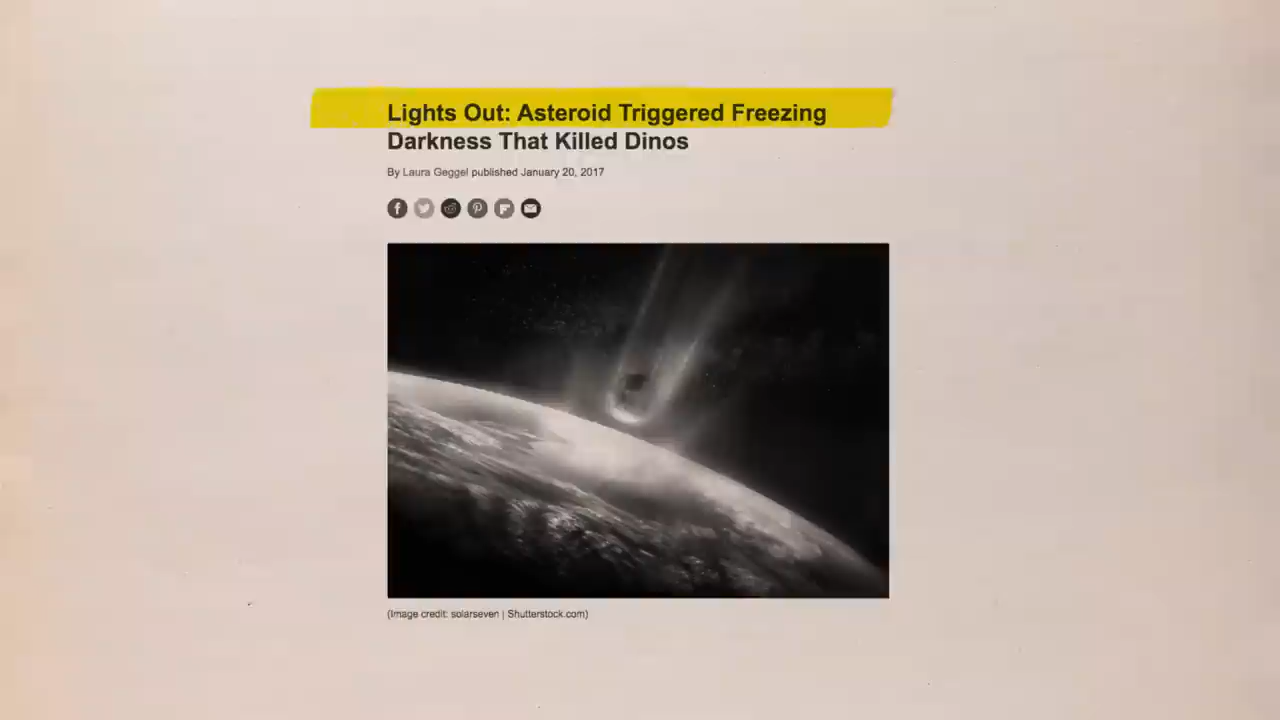 Lights Out: Asteroid Triggered Freezing
Darkness That Killed Dinos
By Laura Geggel published January 20, 2017
(Image credit: solarseven | Shutterstock.com)